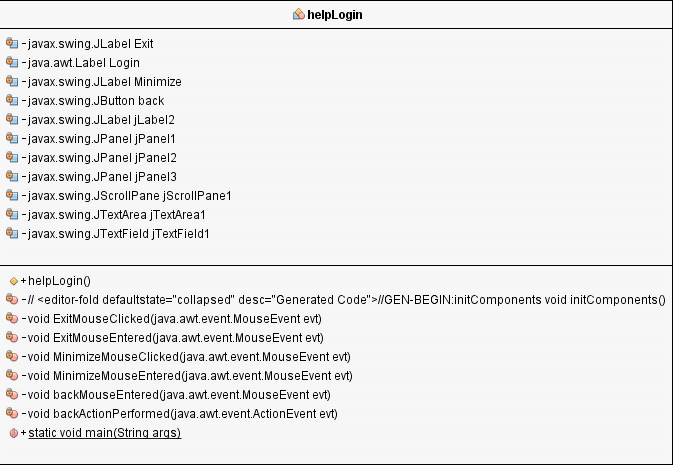 helpLogin
-javax.swing.JLabel Exit
-java.awt.Label Login
-javax.swing.JLabel Minimize
-javax.swing.JButton back
-javax.swing.JLabel jLabel2
-javax.swing.JPanel jPanel1
-javax.swing.JPanel jPanel2
-javax.swing.JPanel jPanel3
-javax.swing.JScrollPane jScrollPane1
-javax.swing.JTextArea jTextArea1
-javax.swing.JTextField jTextField1
+helpLogin()
-// <editor-fold defaultstate="collapsed" desc="Generated Code">//GEN-BEGIN:initComponents void initComponents()
-void ExitMouseClicked(java.awt.event.MouseEvent evt)
-void ExitMouseEntered(java.awt.event.MouseEvent evt)
-void MinimizeMouseClicked(java.awt.event.MouseEvent evt)
-void MinimizeMouseEntered(java.awt.event.MouseEvent evt)
-void backMouseEntered(java.awt.event.MouseEvent evt)
-void backActionPerformed(java.awt.event.ActionEvent evt)
+static void main(String args)